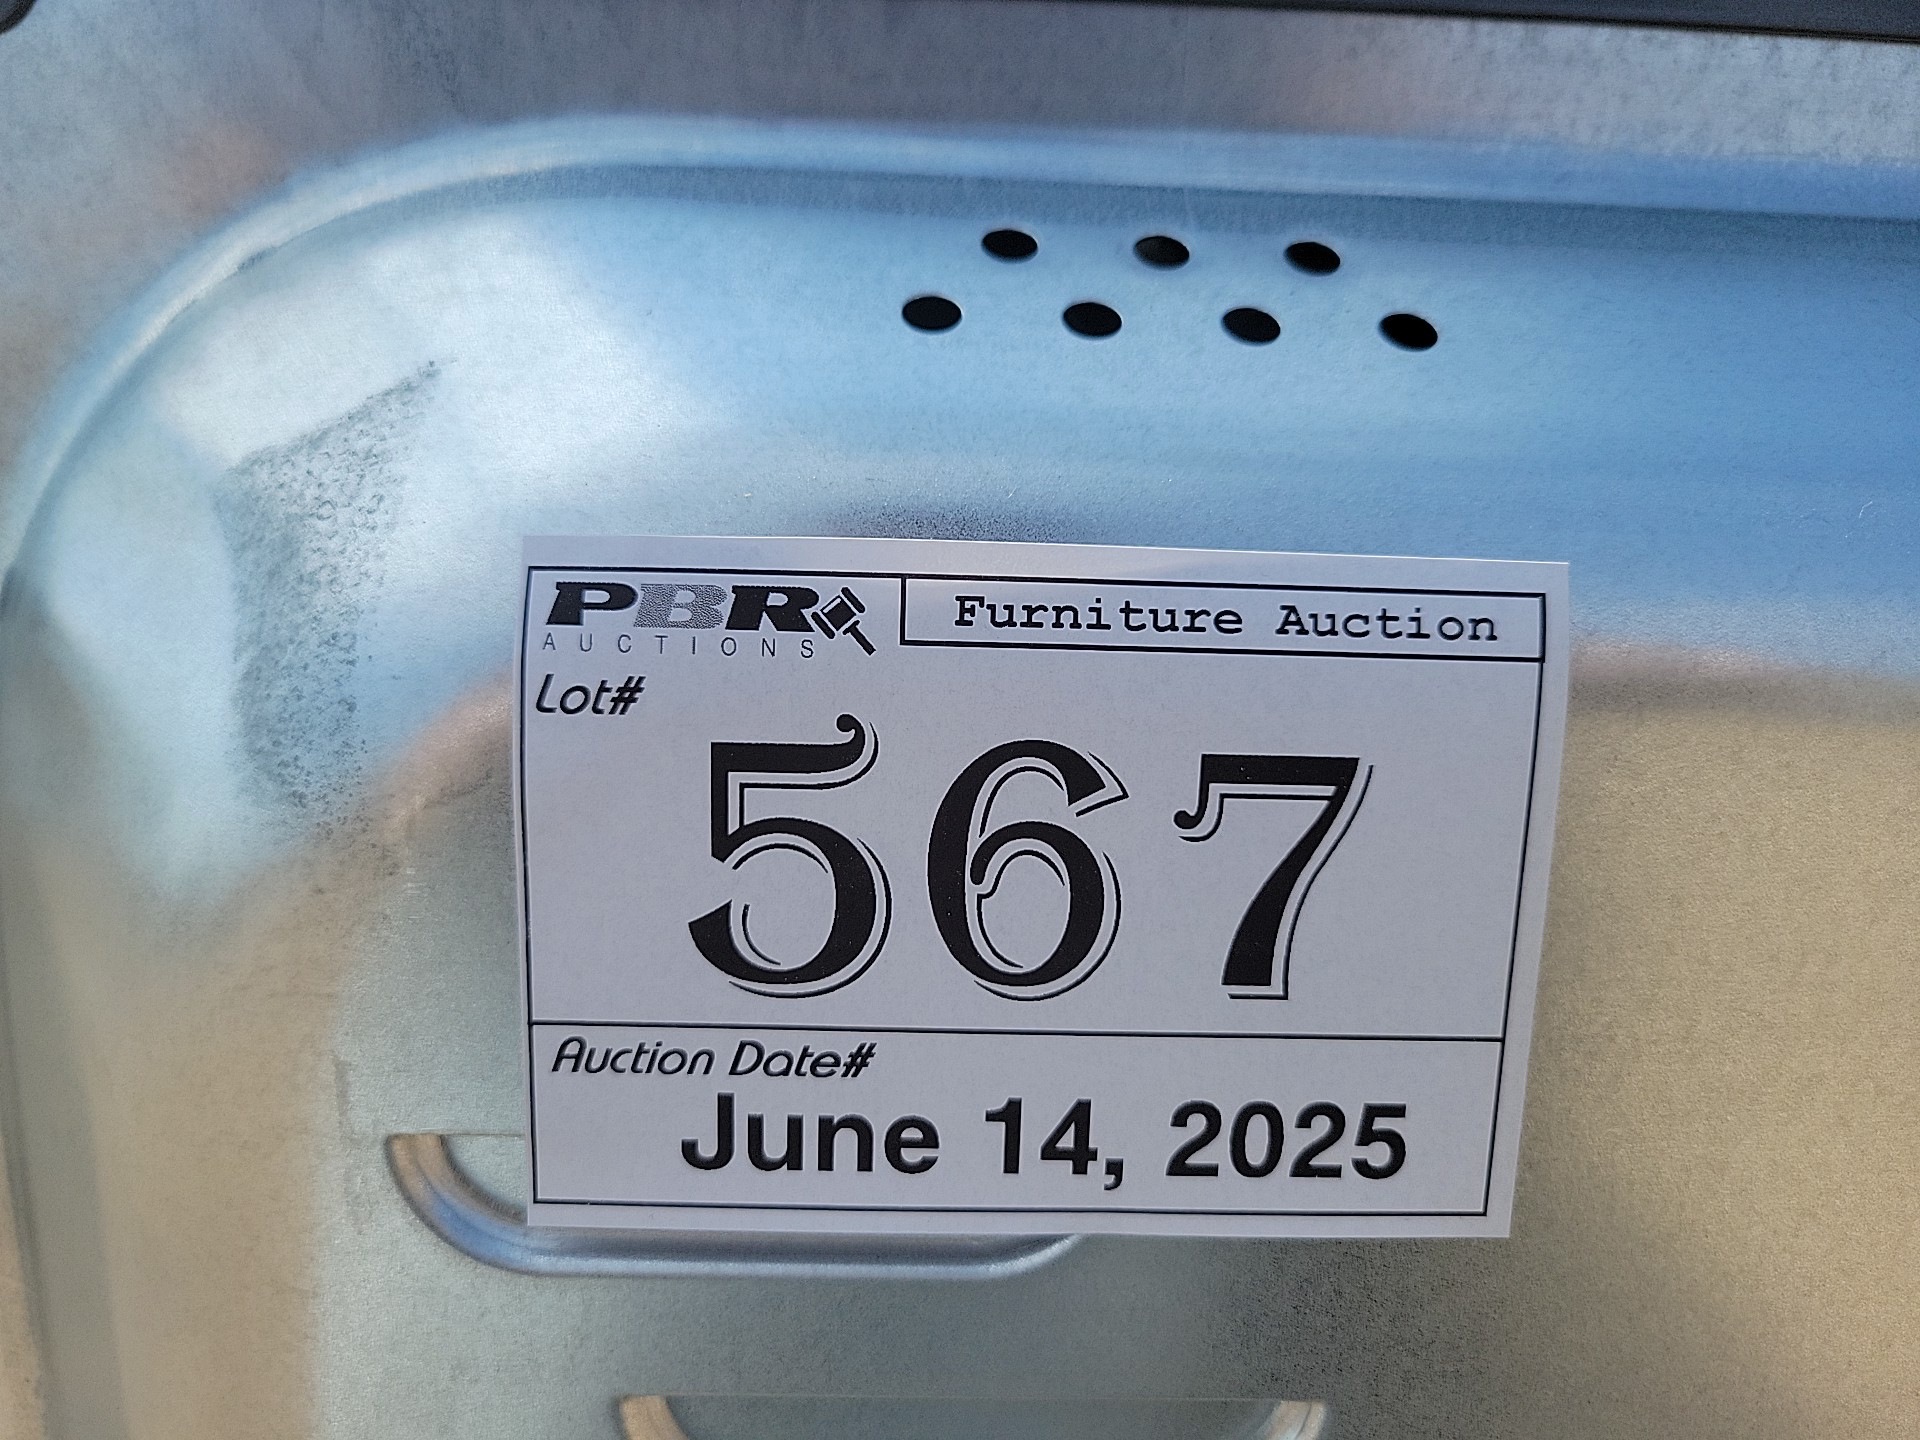 PBR
AUCTIONS
Furniture Auction
Lot#
567
Auction Date#
June 14, 2025